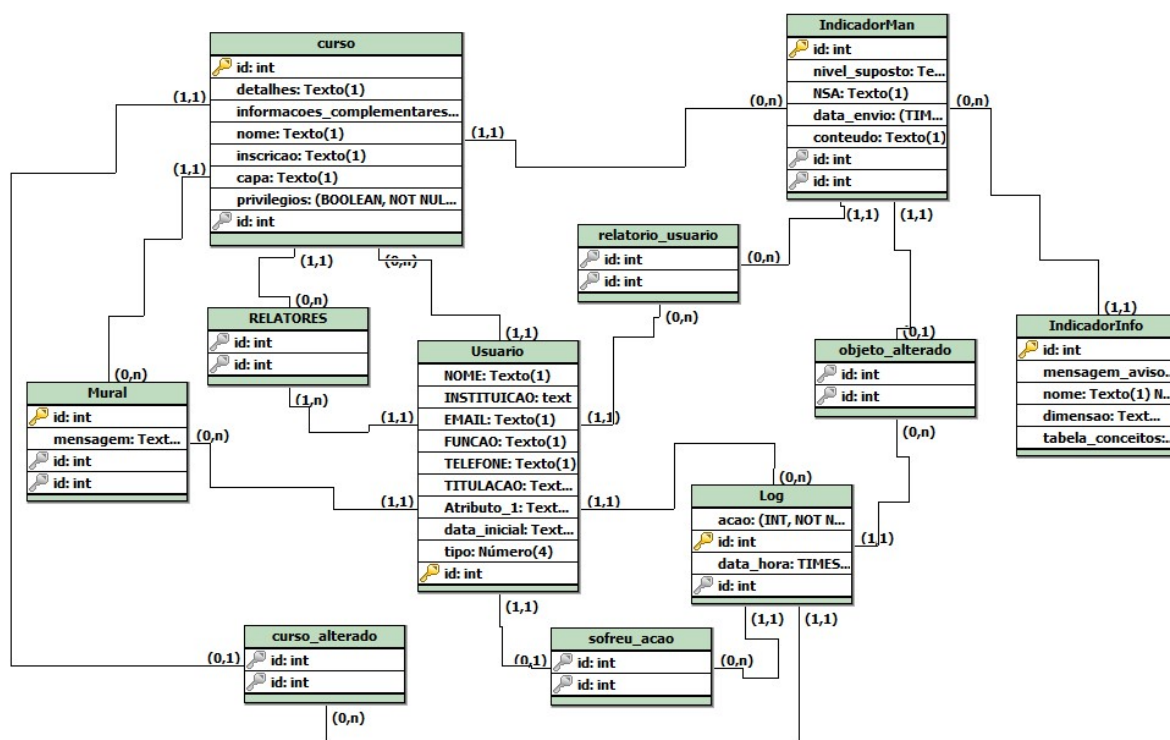 curso
id: int
detalhes: Texto(1)
informacoes_complementares...
nome: Texto(1)
inscricao: Texto(1)
capa: Texto(1)
privilegios: (BOOLEAN, NOT NUL...
id: int
IndicadorMan
id: int
nivel_suposto: Te...
NSA: Texto(1)
data_envio: (TIM...
conteudo: Texto(1)
id: int
id: int
(1,1)
(1,1)
(1,1)
(0,n)
(0,n)
relatorio_usuario
id: int
id: int
(1,1)
(0,n)
(1,1)
(1,1)
(0,n)
(0,n)
(0,n)
(1,1)
(0,1)
(1,1)
RELATORES
id: int
id: int
Usuario
NOME: Texto(1)
INSTITUICAO: text
EMAIL: Texto(1)
FUNCAO: Texto(1)
TELEFONE: Texto(1)
TITULACAO: Text...
Atributo_1: Text...
data_inicial: Text...
tipo: Número(4)
id: int
objeto_alterado
id: int
id: int
IndicadorInfo
id: int
mensagem_aviso...
nome: Texto(1) N...
dimensao: Text...
tabela_conceitos:...
(0,n)
Mural
id: int
mensagem: Text...
id: int
id: int
(1,n)
(1,1)
(1,1)
(0,n)
(0,n)
(1,1)
(1,1)
(0,n)
Log
acao: (INT, NOT N...
id: int
data_hora: TIMES...
id: int
(1,1)
(1,1)
(1,1)
(1,1)
curso_alterado
id: int
id: int
(0,1)
sofreu_acao
id: int
id: int
(0,1)
(0,n)
(0,n)